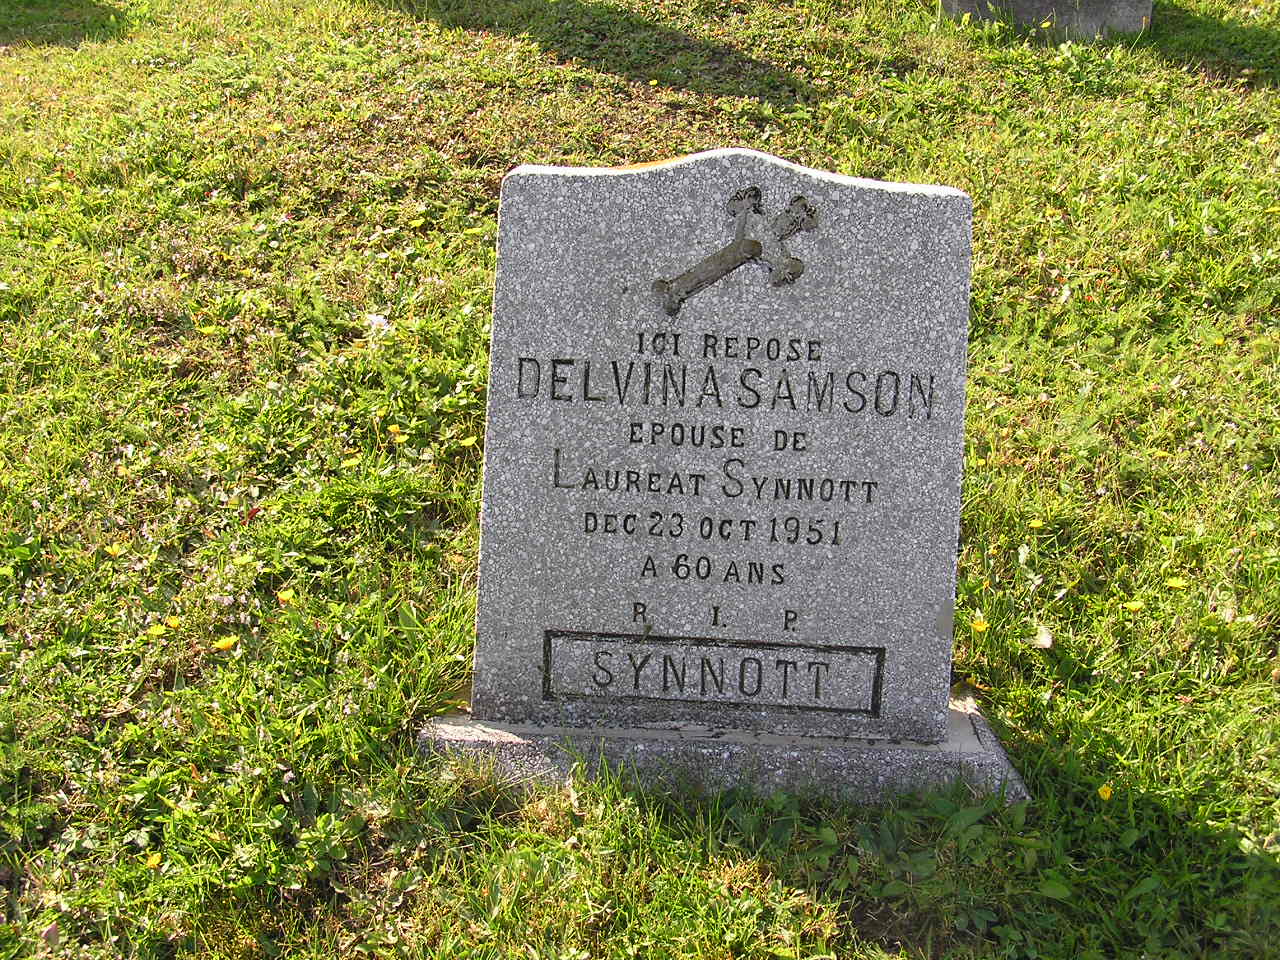 ICI REPOSE
DELVINA SAMSON
EPOUSE DE
LAUREAT SYNNOTT
DEC 23 OCT 1951
A 60 ANS
R. I. P.
SYNNOTT